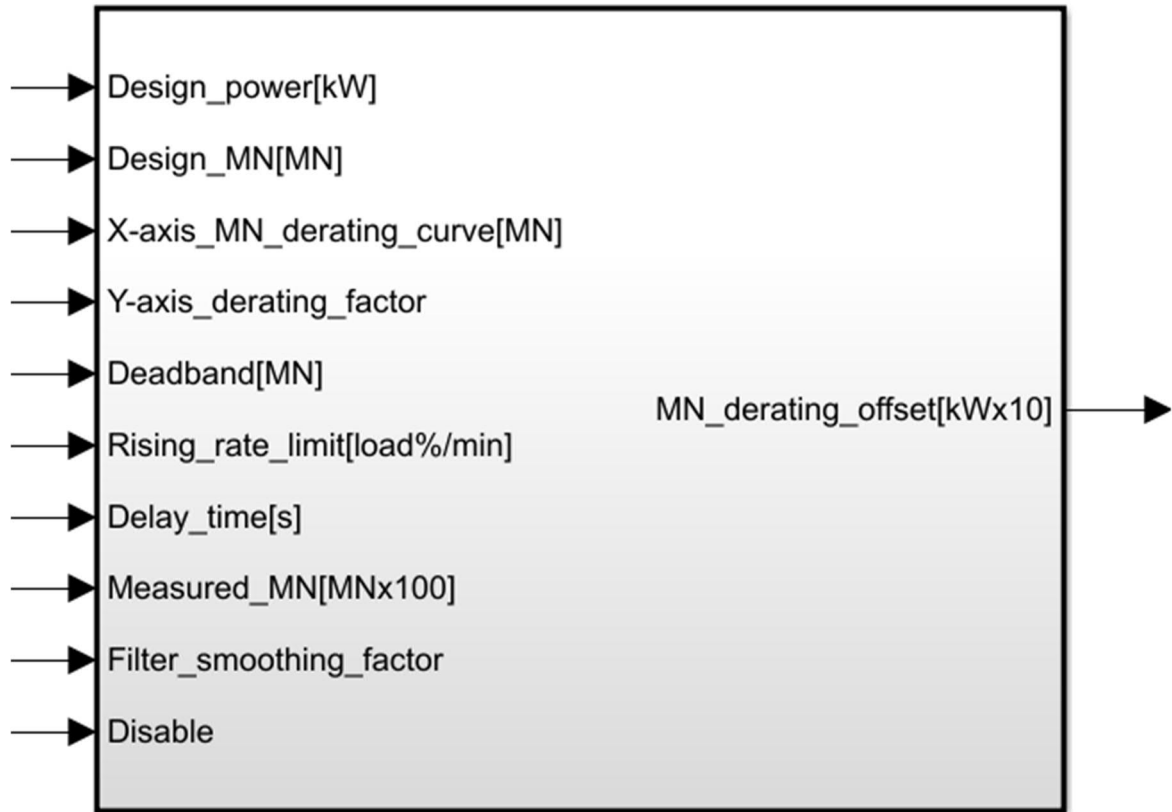 Design_power[kW]
Design_MN[MN]
X-axis_MN_derating_curve[MN]
Y-axis_derating_factor
Deadband[MN]
MN_derating_offset[kWx10]
Rising_rate_limit[load%/min]
Delay_time[s]
Measured_MN[MNx100]
Filter_smoothing_factor
Disable